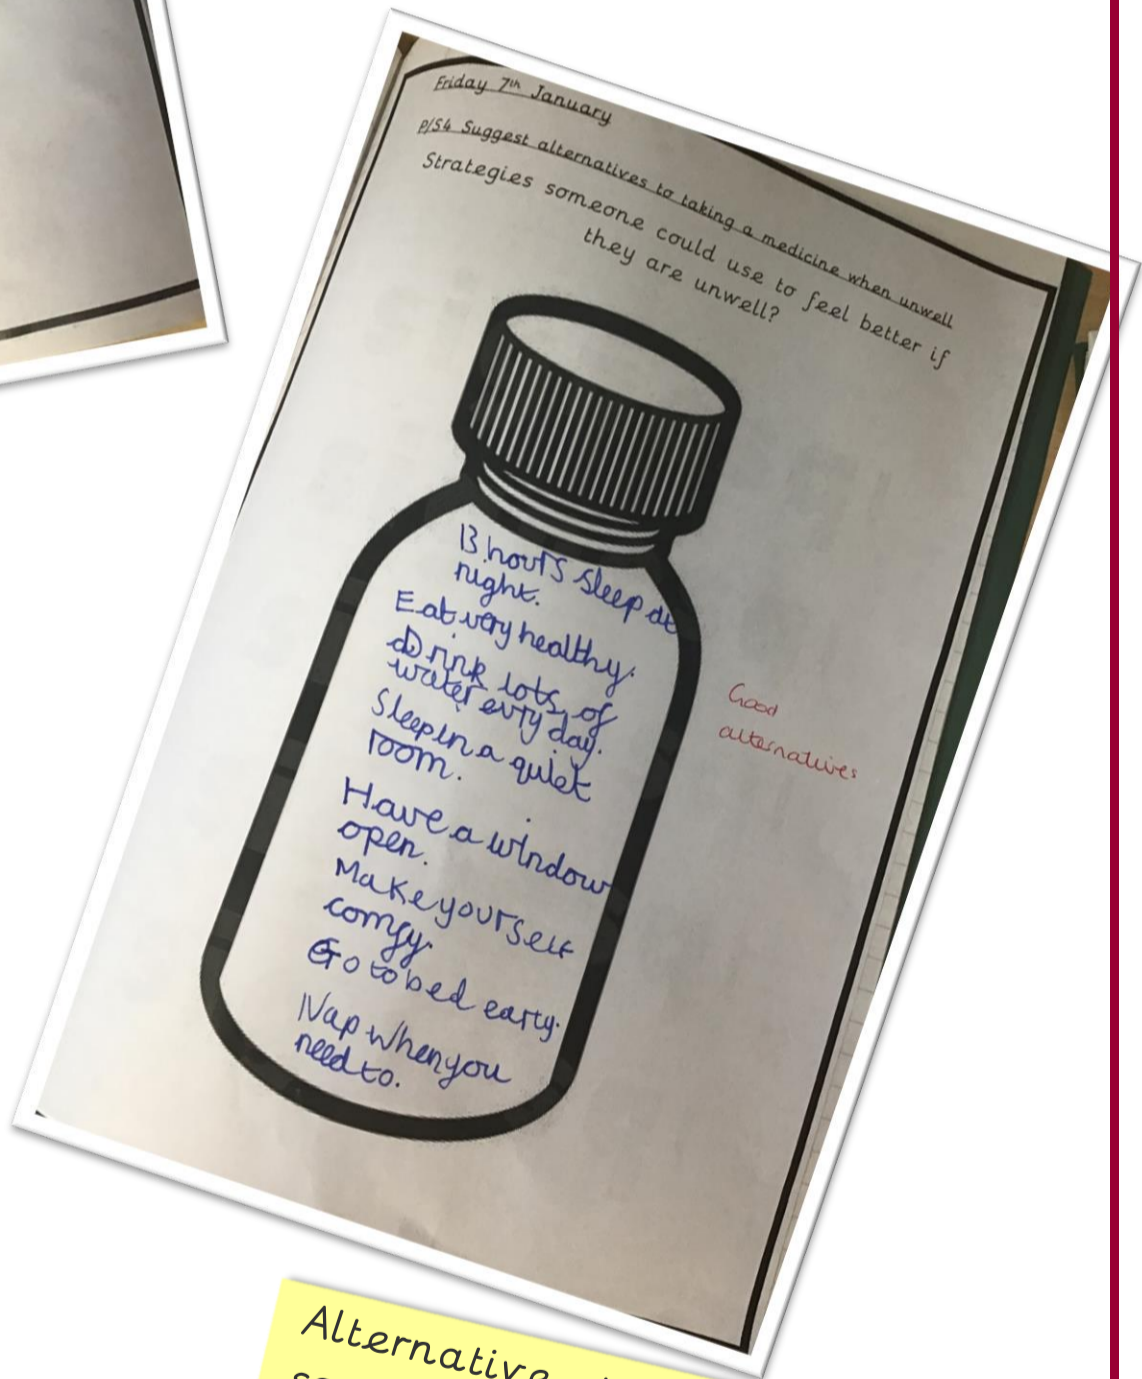 Friday 7th January
P/S4 Suggest alternatives to taking a medicine when unwell
Strategies someone could use to feel better if
they are unwell?
13 hours sleep at
night.
Eat very healthy.
Drink lots of
water evry day.
Sleep in a quiet
room.
Have a window
open.
Make yourself
comfy.
Go to bed early.
Nap when you
need to.
Good
alternatives
Alternative